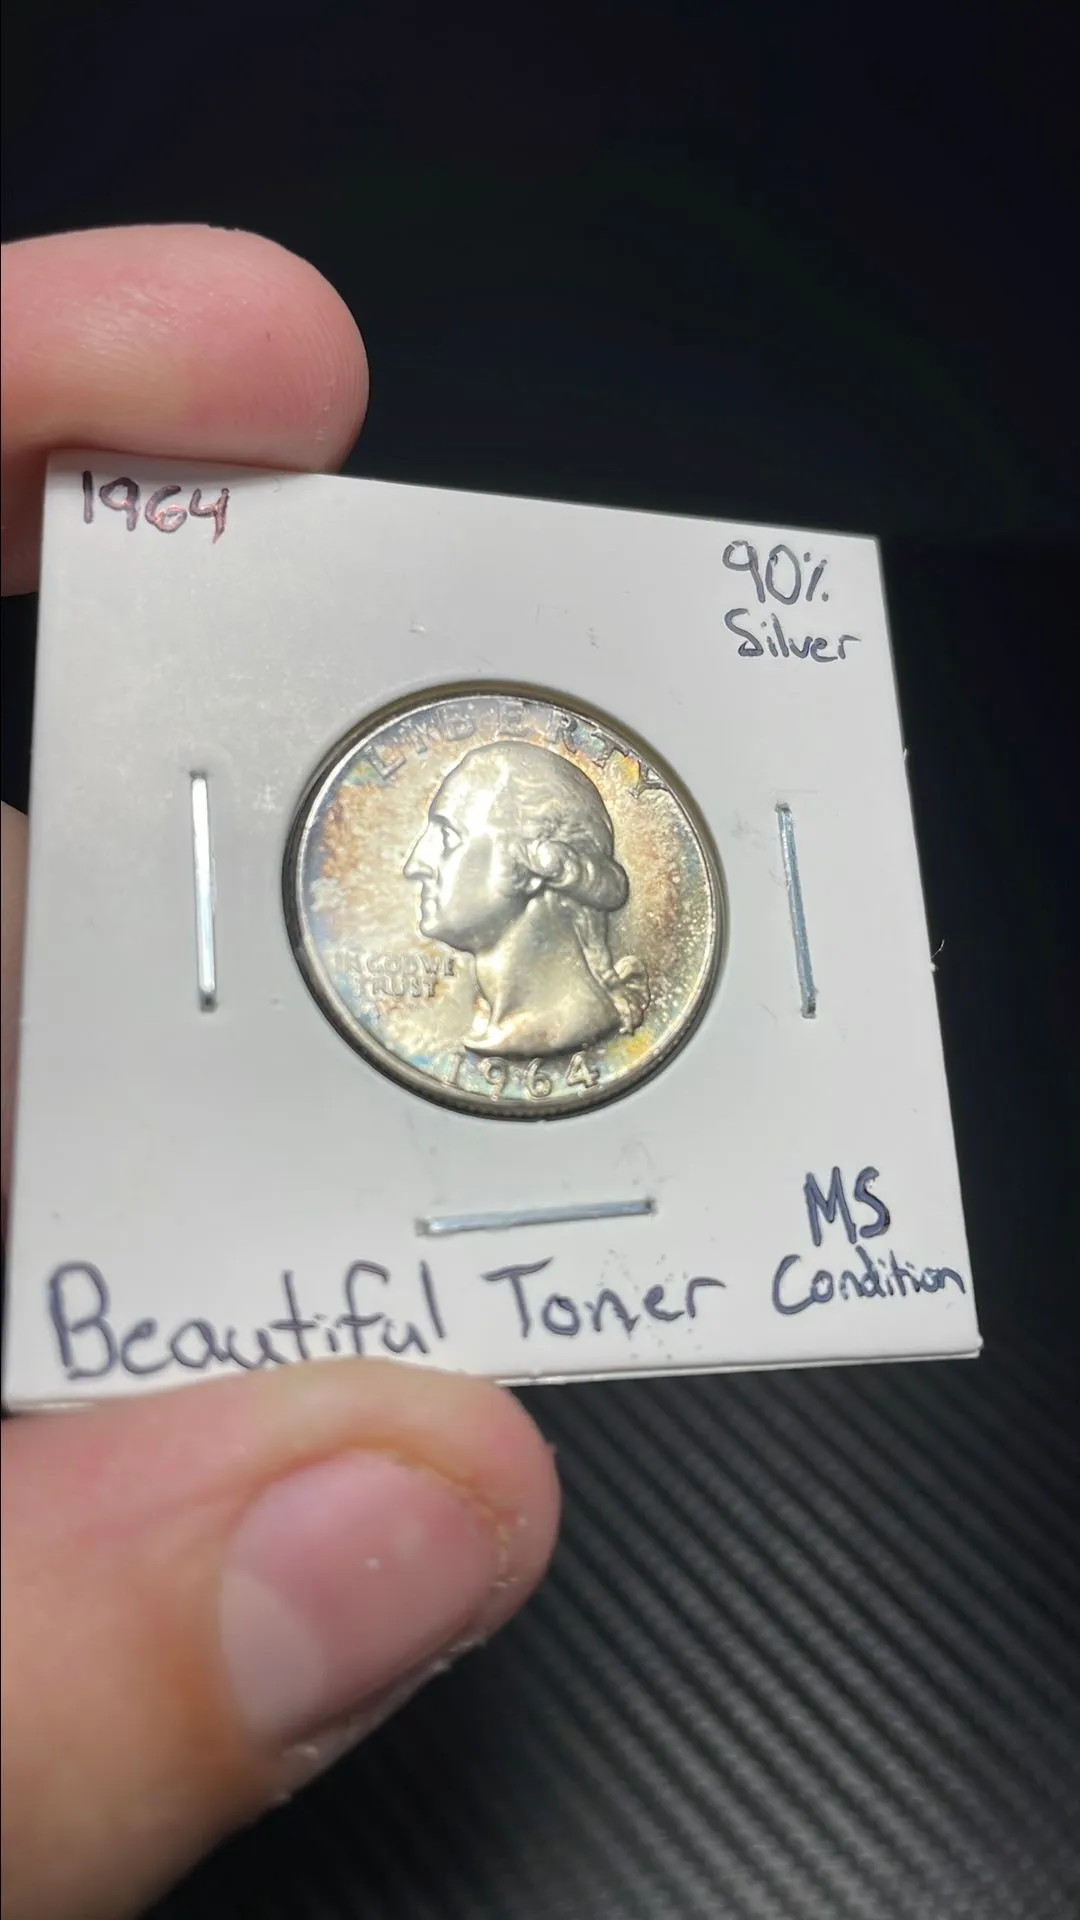 1964
90%
Silver
LIBERTY
IN GOD WE
TRUST
1964
MS
Condition
Beautiful Toner